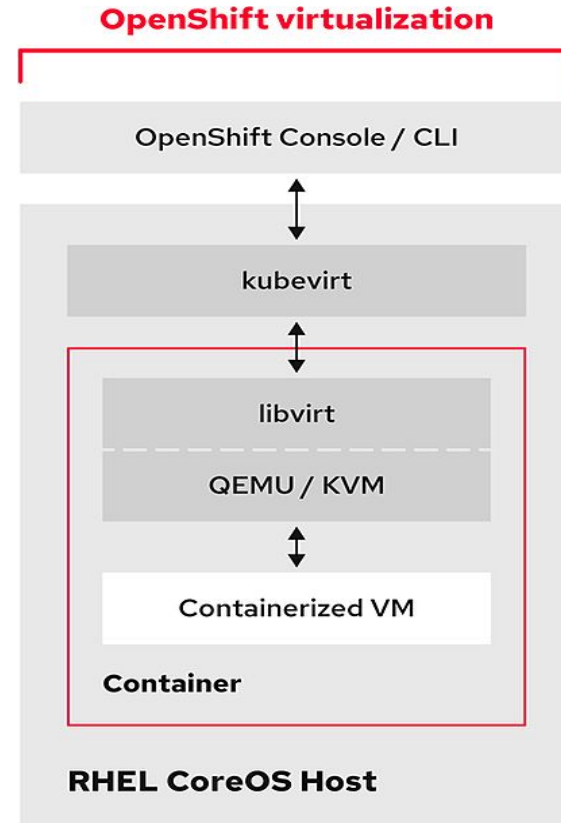 OpenShift virtualization
OpenShift Console / CLI
kubevirt
libvirt
QEMU / KVM
Containerized VM
Container
RHEL CoreOS Host